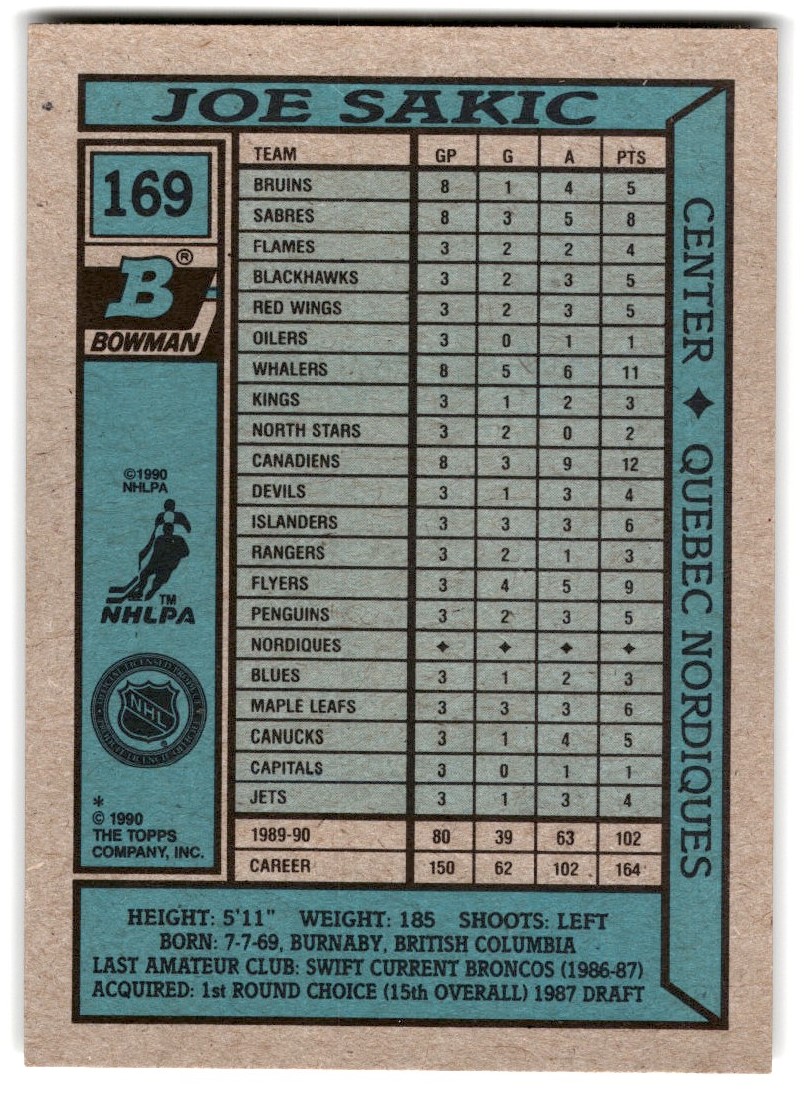 JOE SAKIC
169
B®
BOWMAN
©1990
NHLPA
TM
NHLPA
NHL
®
*
© 1990
THE TOPPS
COMPANY, INC.
TEAM GP G A PTS
BRUINS 8 1 4 5
SABRES 8 3 5 8
FLAMES 3 2 2 4
BLACKHAWKS 3 2 3 5
RED WINGS 3 2 3 5
OILERS 3 0 1 1
WHALERS 8 5 6 11
KINGS 3 1 2 3
NORTH STARS 3 2 0 2
CANADIENS 8 3 9 12
DEVILS 3 1 3 4
ISLANDERS 3 3 3 6
RANGERS 3 2 1 3
FLYERS 3 4 5 9
PENGUINS 3 2 3 5
NORDIQUES ✦ ✦ ✦ ✦
BLUES 3 1 2 3
MAPLE LEAFS 3 3 3 6
CANUCKS 3 1 4 5
CAPITALS 3 0 1 1
JETS 3 1 3 4
1989-90 80 39 63 102
CAREER 150 62 102 164
CENTER ✦ QUEBEC NORDIQUES
HEIGHT: 5'11" WEIGHT: 185 SHOOTS: LEFT
BORN: 7-7-69, BURNABY, BRITISH COLUMBIA
LAST AMATEUR CLUB: SWIFT CURRENT BRONCOS (1986-87)
ACQUIRED: 1st ROUND CHOICE (15th OVERALL) 1987 DRAFT